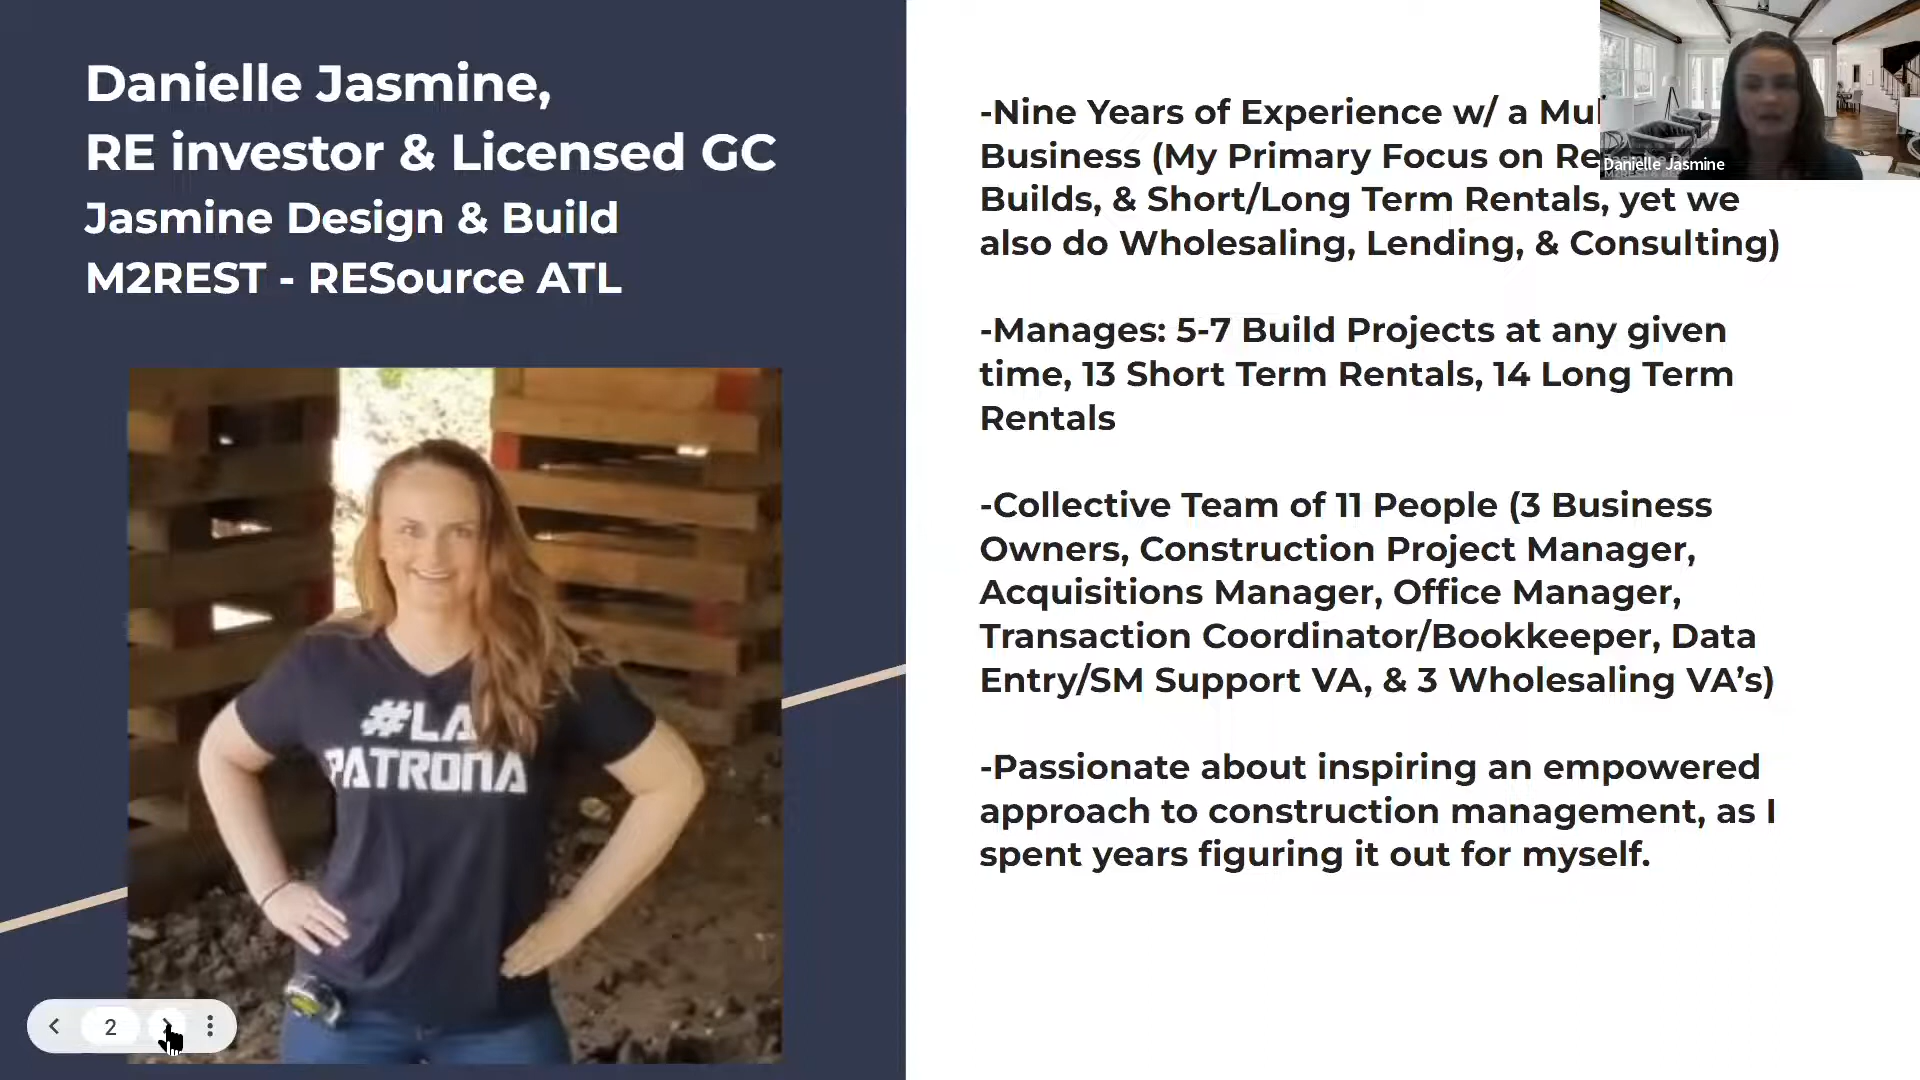 Danielle Jasmine,
RE investor & Licensed GC
Jasmine Design & Build
M2REST - RESource ATL
#LA
PATRONA
2
-Nine Years of Experience w/ a
Business (My Primary Focus on
Builds, & Short/Long Term Rentals, yet we
also do Wholesaling, Lending, & Consulting)
-Manages: 5-7 Build Projects at any given
time, 13 Short Term Rentals, 14 Long Term
Rentals
-Collective Team of 11 People (3 Business
Owners, Construction Project Manager,
Acquisitions Manager, Office Manager,
Transaction Coordinator/Bookkeeper, Data
Entry/SM Support VA, & 3 Wholesaling VA’s)
-Passionate about inspiring an empowered
approach to construction management, as I
spent years figuring it out for myself.
Danielle Jasmine